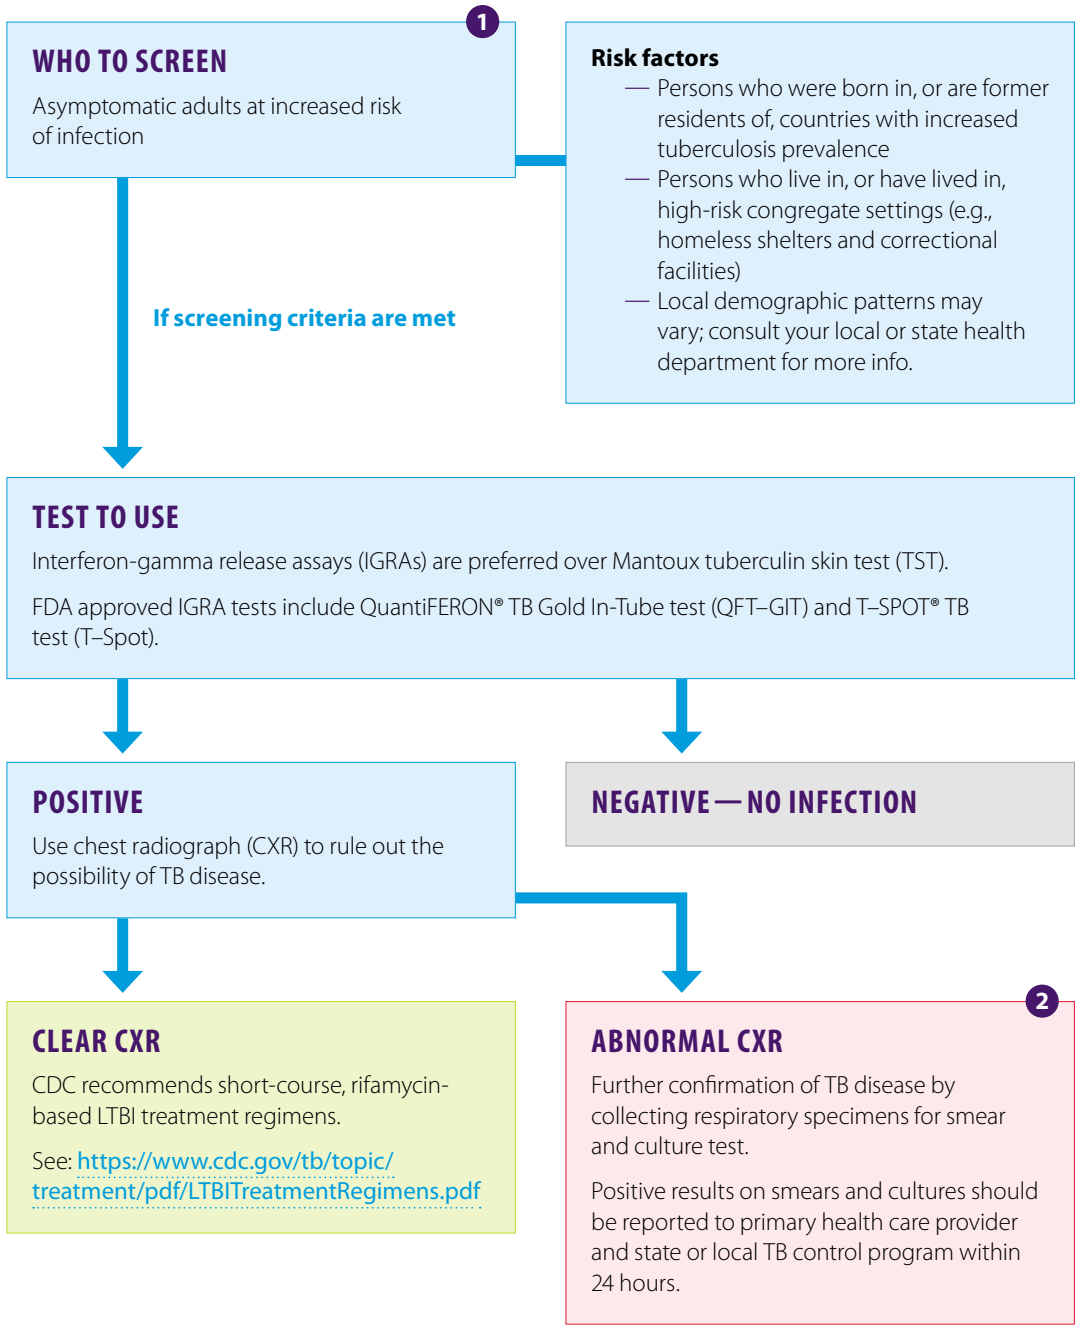 1
WHO TO SCREEN
Asymptomatic adults at increased risk
of infection
Risk factors
— Persons who were born in, or are former
residents of, countries with increased
tuberculosis prevalence
— Persons who live in, or have lived in,
high-risk congregate settings (e.g.,
homeless shelters and correctional
facilities)
— Local demographic patterns may
vary; consult your local or state health
department for more info.
If screening criteria are met
TEST TO USE
Interferon-gamma release assays (IGRAs) are preferred over Mantoux tuberculin skin test (TST).
FDA approved IGRA tests include QuantiFERON® TB Gold In-Tube test (QFT–GIT) and T–SPOT® TB
test (T–Spot).
POSITIVE
Use chest radiograph (CXR) to rule out the
possibility of TB disease.
NEGATIVE — NO INFECTION
CLEAR CXR
CDC recommends short-course, rifamycin-
based LTBI treatment regimens.
See: https://www.cdc.gov/tb/topic/
treatment/pdf/LTBITreatmentRegimens.pdf
2
ABNORMAL CXR
Further confirmation of TB disease by
collecting respiratory specimens for smear
and culture test.
Positive results on smears and cultures should
be reported to primary health care provider
and state or local TB control program within
24 hours.